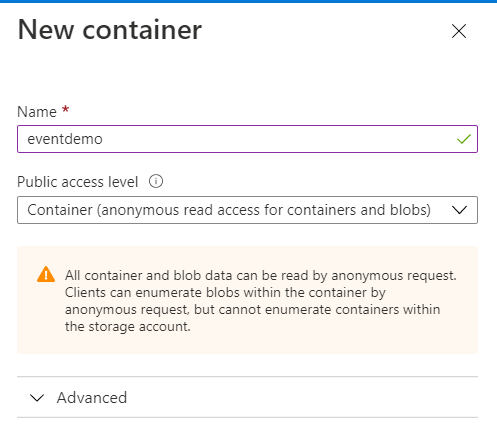 New container
Name *
eventdemo
Public access level
Container (anonymous read access for containers and blobs)
All container and blob data can be read by anonymous request.
Clients can enumerate blobs within the container by
anonymous request, but cannot enumerate containers within
the storage account.
Advanced